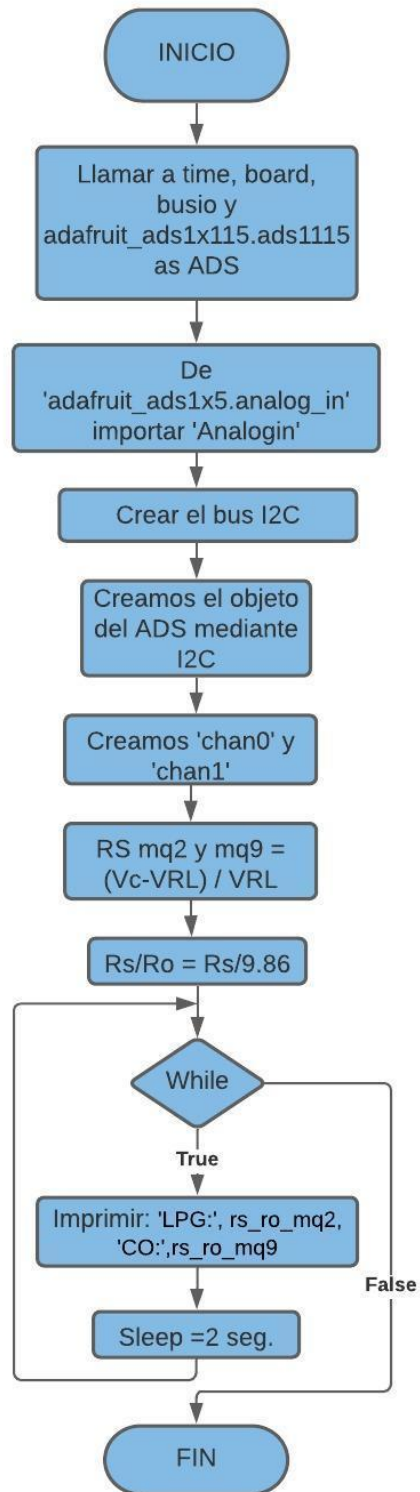 INICIO
Llamar a time, board,
busio y
adafruit_ads1x115.ads1115
as ADS
De
'adafruit_ads1x5.analog_in'
importar 'Analogin'
Crear el bus I2C
Creamos el objeto
del ADS mediante
I2C
Creamos 'chan0' y
'chan1'
RS mq2 y mq9 =
(Vc-VRL) / VRL
Rs/Ro = Rs/9.86
While
True
Imprimir: 'LPG:', rs_ro_mq2,
'CO:',rs_ro_mq9
False
Sleep =2 seg.
FIN